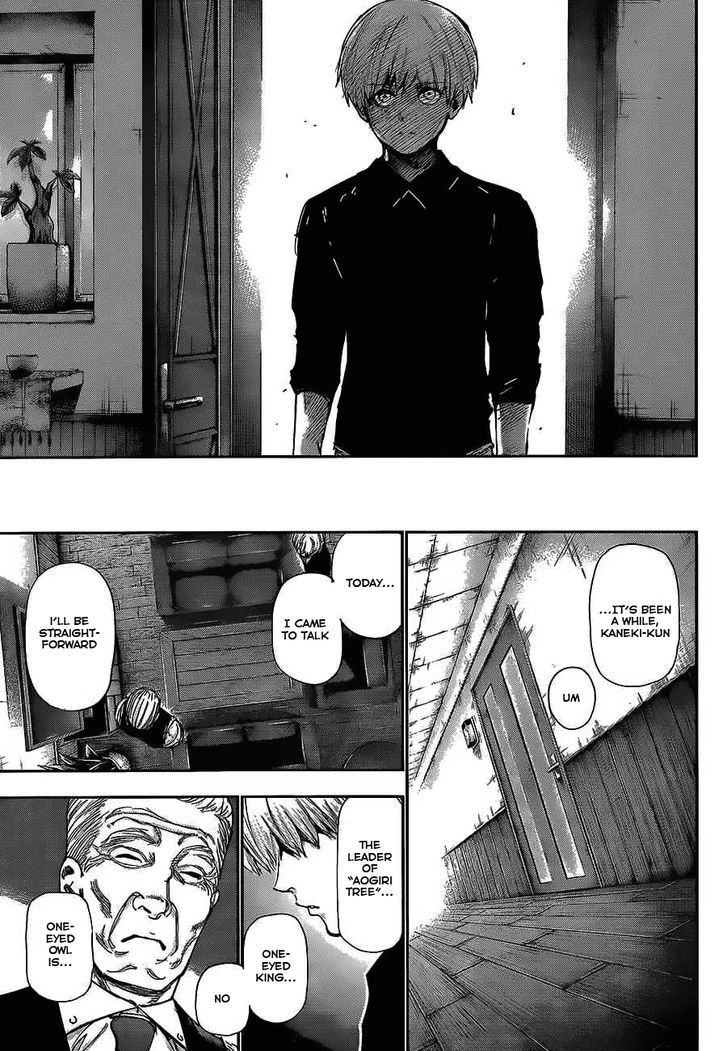 ...IT'S BEEN
A WHILE,
KANEKI-KUN
UM
TODAY...
I CAME
TO TALK
I'LL BE
STRAIGHT-
FORWARD
THE
LEADER
OF
"AOGIRI
TREE"...
ONE-
EYED
KING...
NO
ONE-
EYED
OWL
IS...